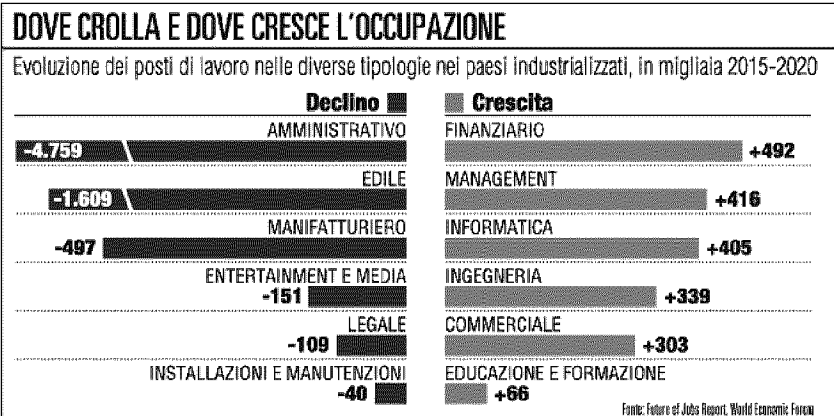 DOVE CROLLA E DOVE CRESCE L'OCCUPAZIONE
Evoluzione dei posti di lavoro nelle diverse tipologie nei paesi industrializzati, in migliaia 2015-2020
Declino
AMMINISTRATIVO
-4.759
EDILE
-1.609
MANIFATTURIERO
-497
ENTERTAINMENT E MEDIA
-151
LEGALE
-109
INSTALLAZIONI E MANUTENZIONI
-40
Crescita
FINANZIARIO
+492
MANAGEMENT
+416
INFORMATICA
+405
INGEGNERIA
+339
COMMERCIALE
+303
EDUCAZIONE E FORMAZIONE
+66
Fonte: Future of Jobs Report, World Economic Forum